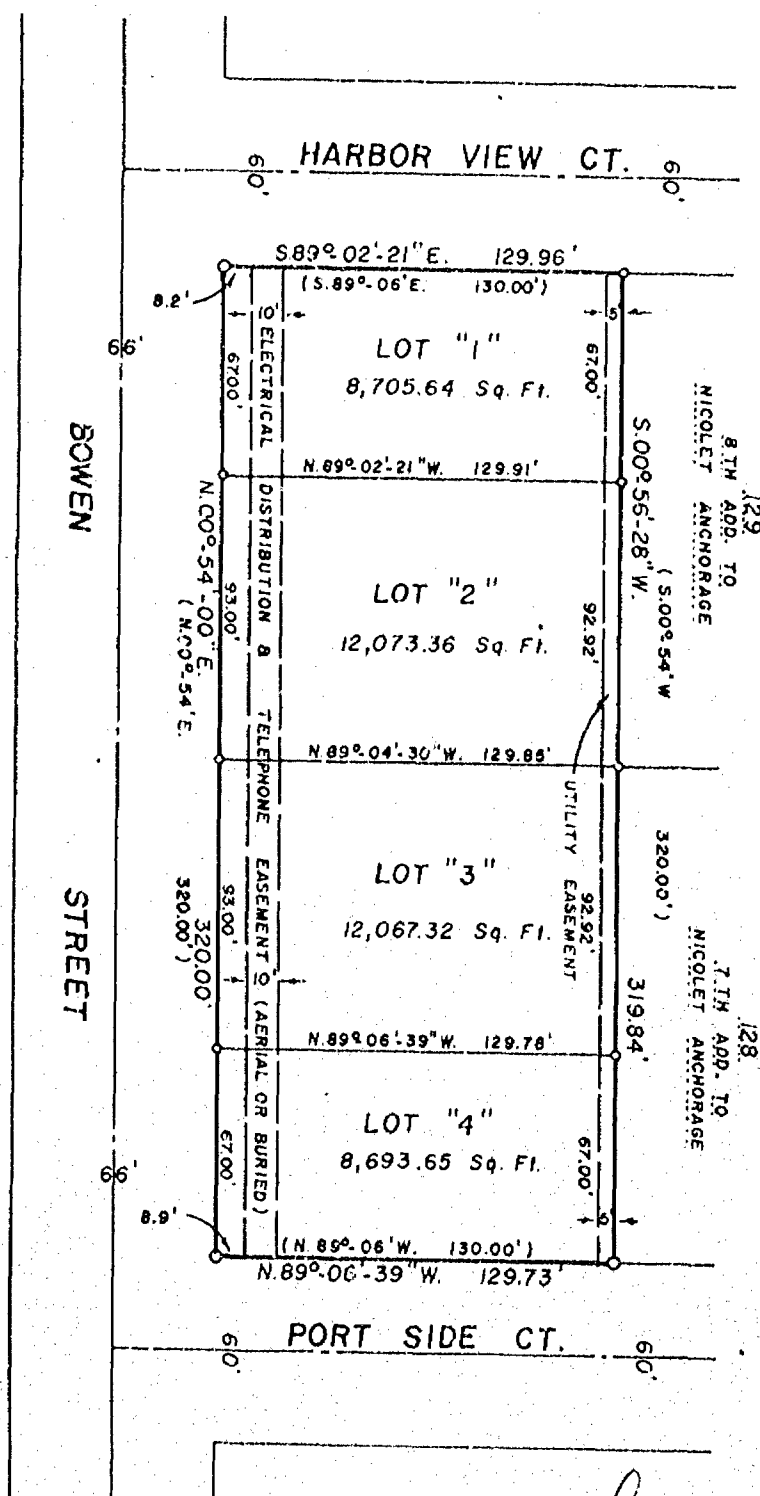 HARBOR VIEW CT.
60'
60'
S.89°-02'-21"E. 129.96'
(S.89°-06'E. 130.00')
8.2'
10'
5'
66'
LOT "1"
8,705.64 Sq. Ft.
67.00'
67.00'
N.89°-02'-21"W. 129.91'
BOWEN STREET
N.00°-54'-00"E. 320.00'
(N.00°-54'E. 320.00')
ELECTRICAL DISTRIBUTION & TELEPHONE EASEMENT (AERIAL OR BURIED)
S.00°-56'-28"W. 319.84'
(S.00°-54'W 320.00')
129
8TH ADD. TO
NICOLET ANCHORAGE
LOT "2"
12,073.36 Sq. Ft.
93.00'
92.92'
N.89°-04'-30"W. 129.85'
UTILITY EASEMENT
LOT "3"
12,067.32 Sq. Ft.
93.00'
92.92'
10'
128
7TH ADD. TO
NICOLET ANCHORAGE
N.89°06'-39"W. 129.78'
LOT "4"
8,693.65 Sq. Ft.
67.00'
67.00'
66'
8.9'
5'
(N.89°-06'W. 130.00')
N.89°-06'-39"W. 129.73'
PORT SIDE CT.
60'
60'